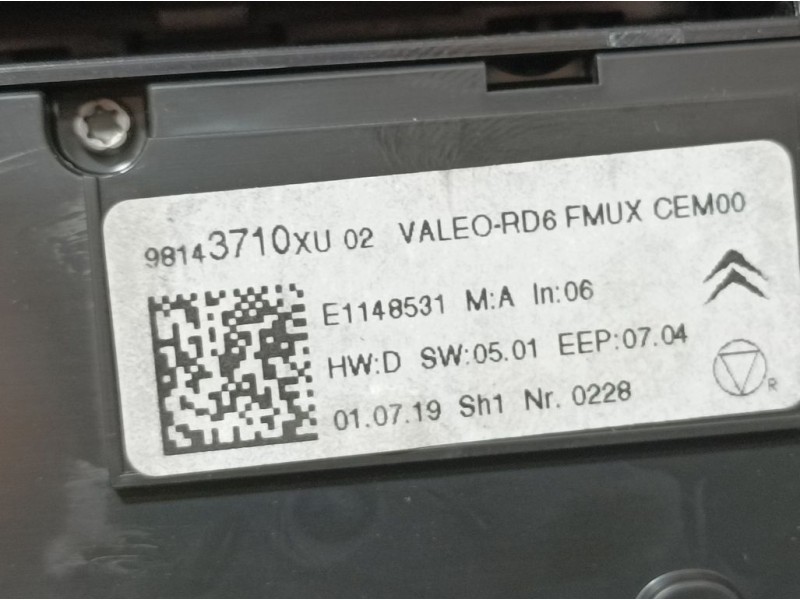 98143710XU 02 VALEO-RD6 FMUX CEM00
E1148531 M:A In:06
HW:D SW:05.01 EEP:07.04
01.07.19 Sh1 Nr. 0228
R